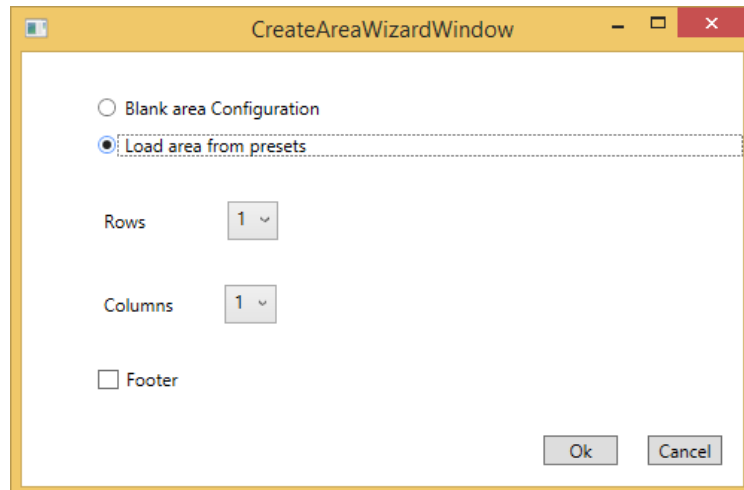 CreateAreaWizardWindow
Blank area Configuration
Load area from presets
Rows 1
Columns 1
Footer
Ok Cancel